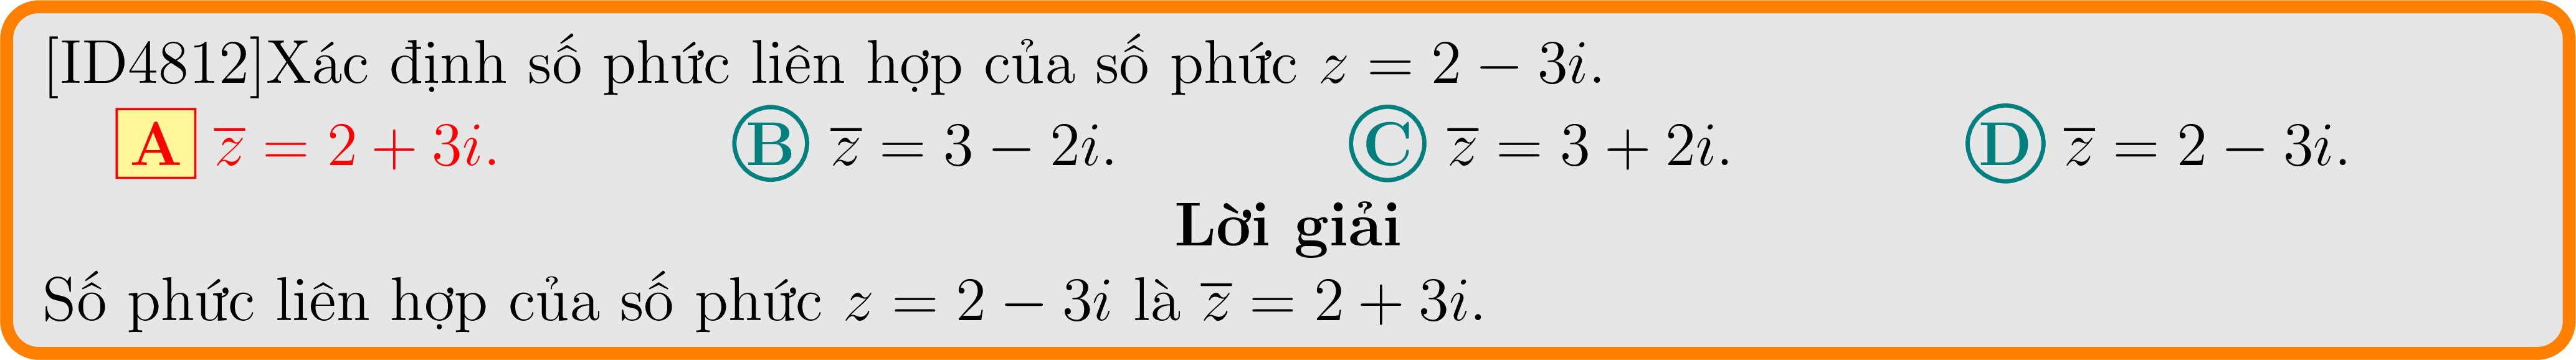 [ID4812]Xác định số phức liên hợp của số phức z = 2 − 3i.
A z̅ = 2 + 3i. B z̅ = 3 − 2i. C z̅ = 3 + 2i. D z̅ = 2 − 3i.
Lời giải
Số phức liên hợp của số phức z = 2 − 3i là z̅ = 2 + 3i.